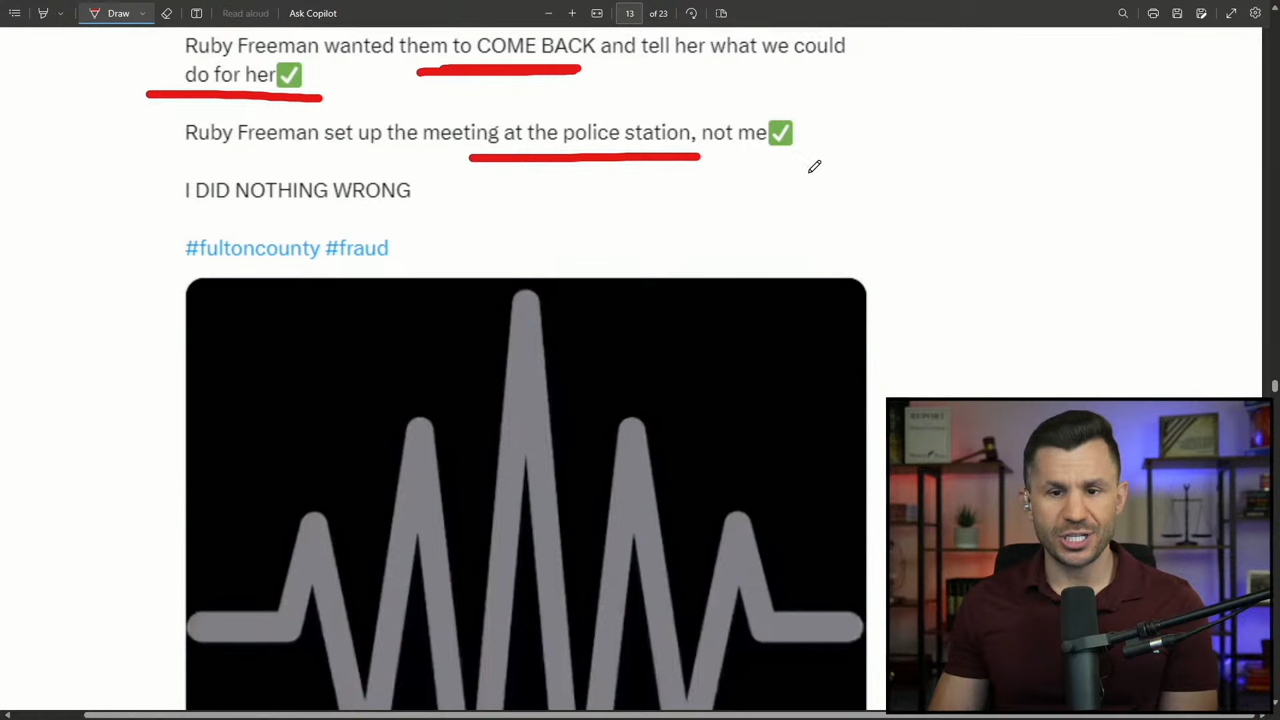 Draw
Read aloud
Ask Copilot
13
of 23
Ruby Freeman wanted them to COME BACK and tell her what we could
do for her✅
Ruby Freeman set up the meeting at the police station, not me✅
I DID NOTHING WRONG
#fultoncounty #fraud
REPORT